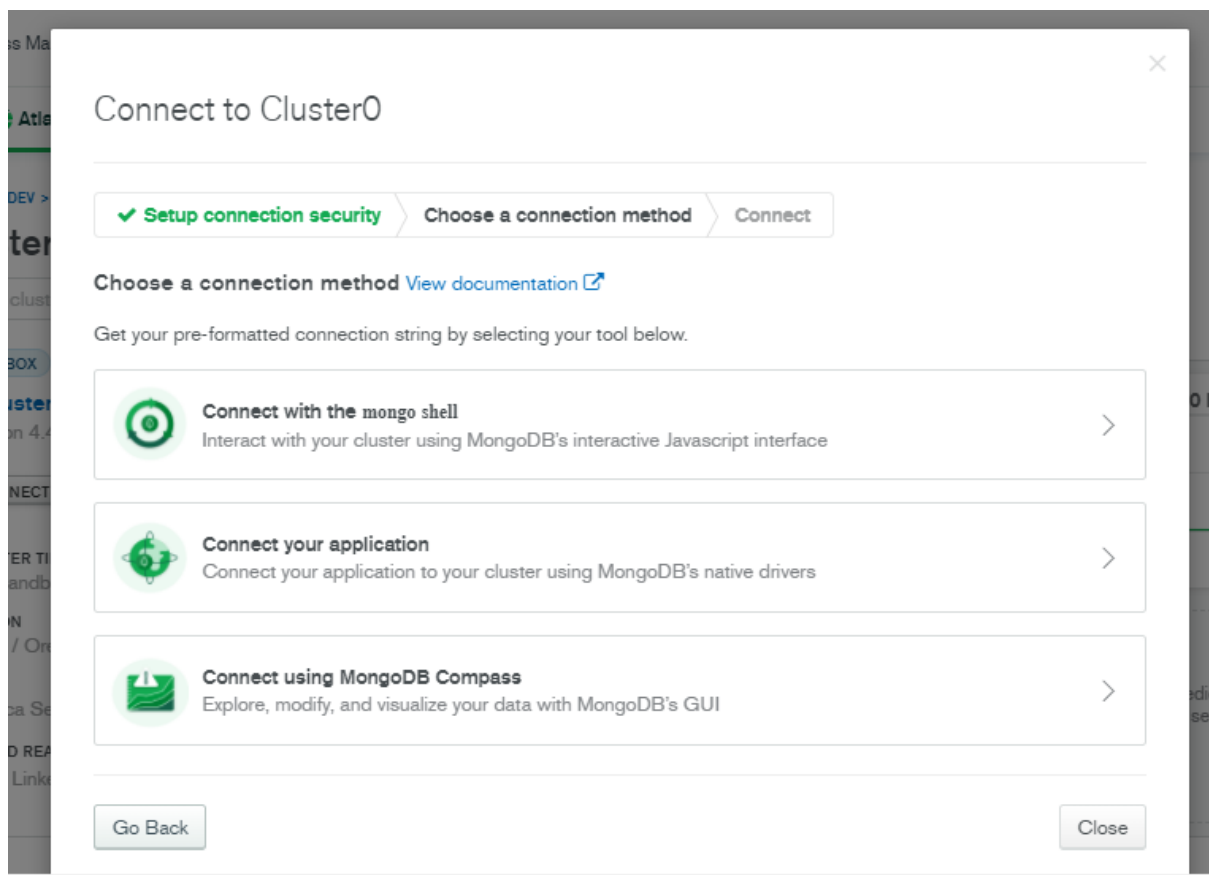 Connect to Cluster0
Setup connection security
Choose a connection method
Connect
Choose a connection method View documentation
Get your pre-formatted connection string by selecting your tool below.
Connect with the mongo shell
Interact with your cluster using MongoDB's interactive Javascript interface
Connect your application
Connect your application to your cluster using MongoDB's native drivers
Connect using MongoDB Compass
Explore, modify, and visualize your data with MongoDB's GUI
Go Back
Close
DEV >